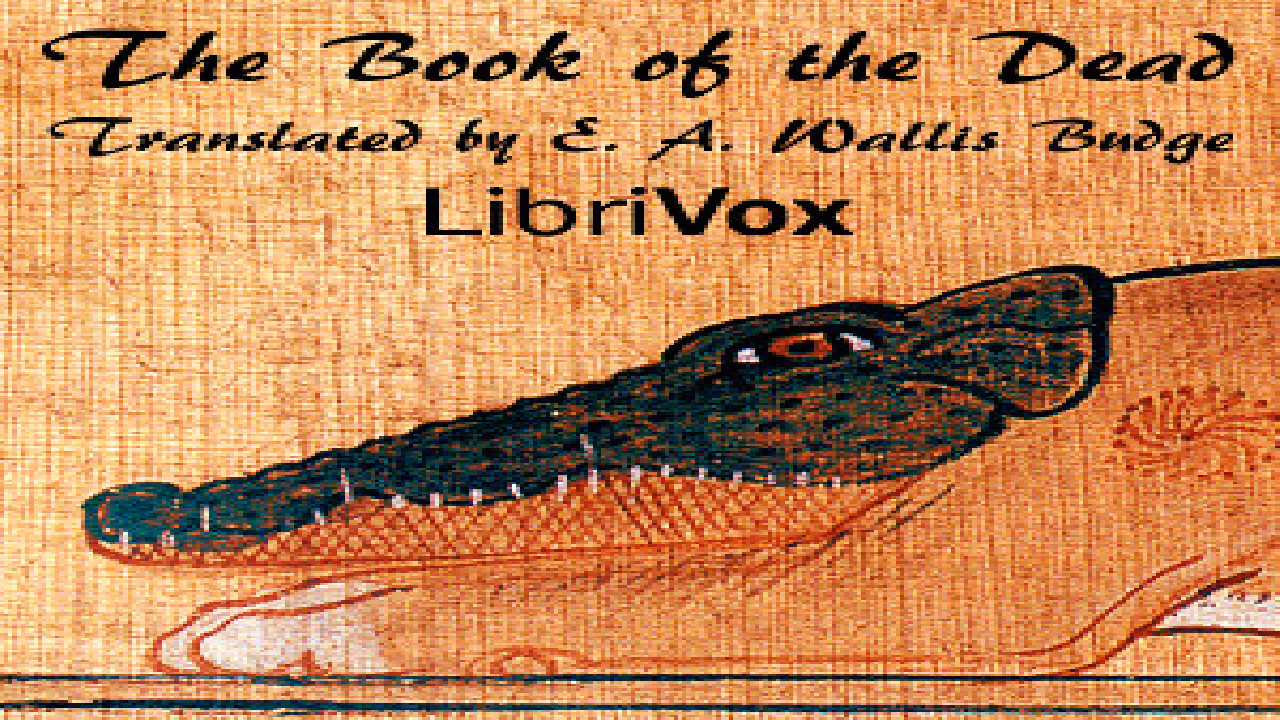 The Book of the Dead
Translated by E. A. Wallis Budge
LibriVox